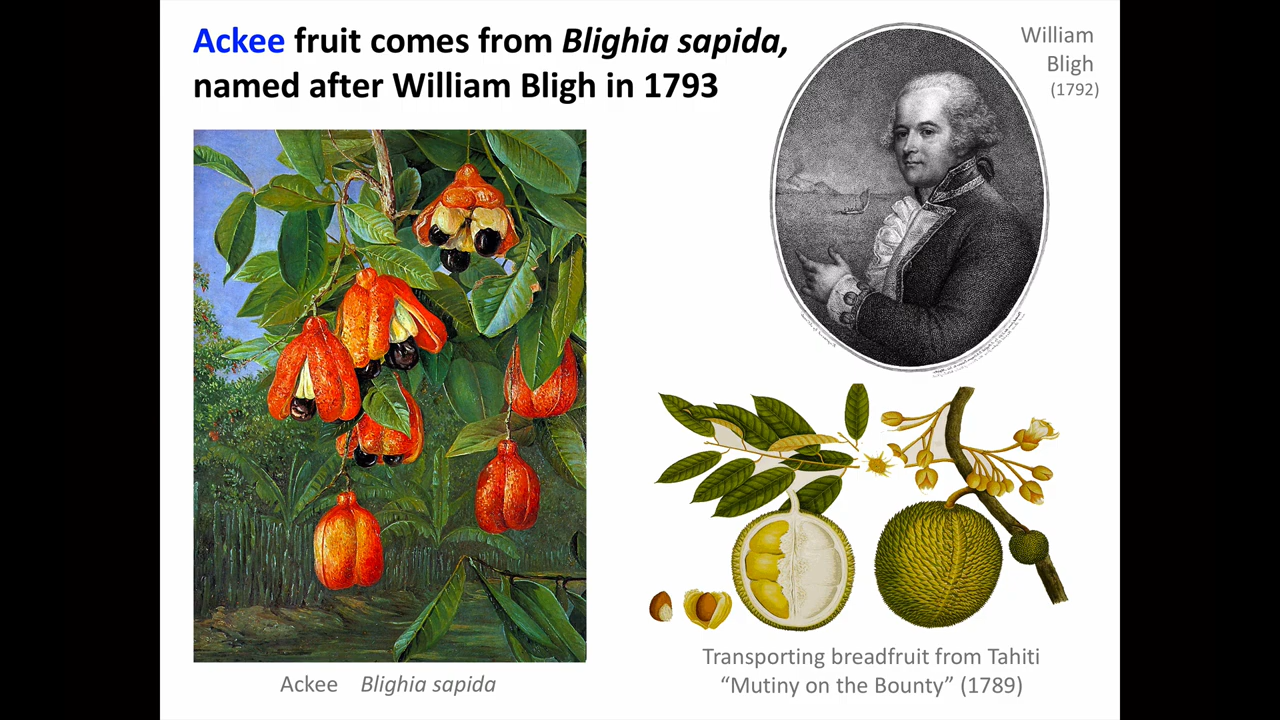 Ackee fruit comes from Blighia sapida,
named after William Bligh in 1793
William
Bligh
(1792)
Ackee Blighia sapida
Transporting breadfruit from Tahiti
“Mutiny on the Bounty” (1789)